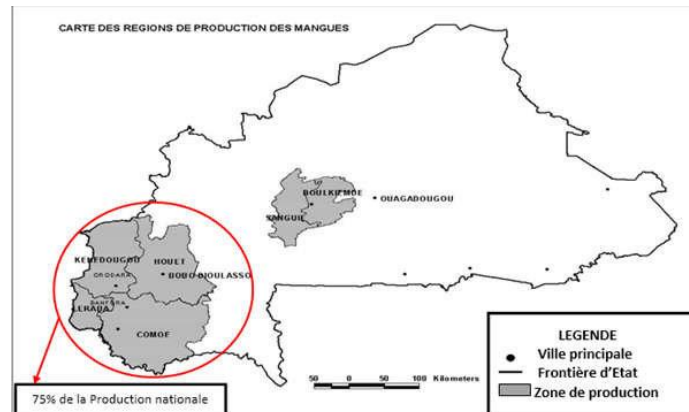 CARTE DES REGIONS DE PRODUCTION DES MANGUES
BOULKIEMDE
OUAGADOUGOU
SANGUIE
KENEDOUGOU
HOUET
ORODARA
BOBO-DIOULASSO
BANFORA
LERABA
COMOE
LEGENDE
Ville principale
Frontière d'Etat
Zone de production
50 0 50 100 Kilometers
75% de la Production nationale